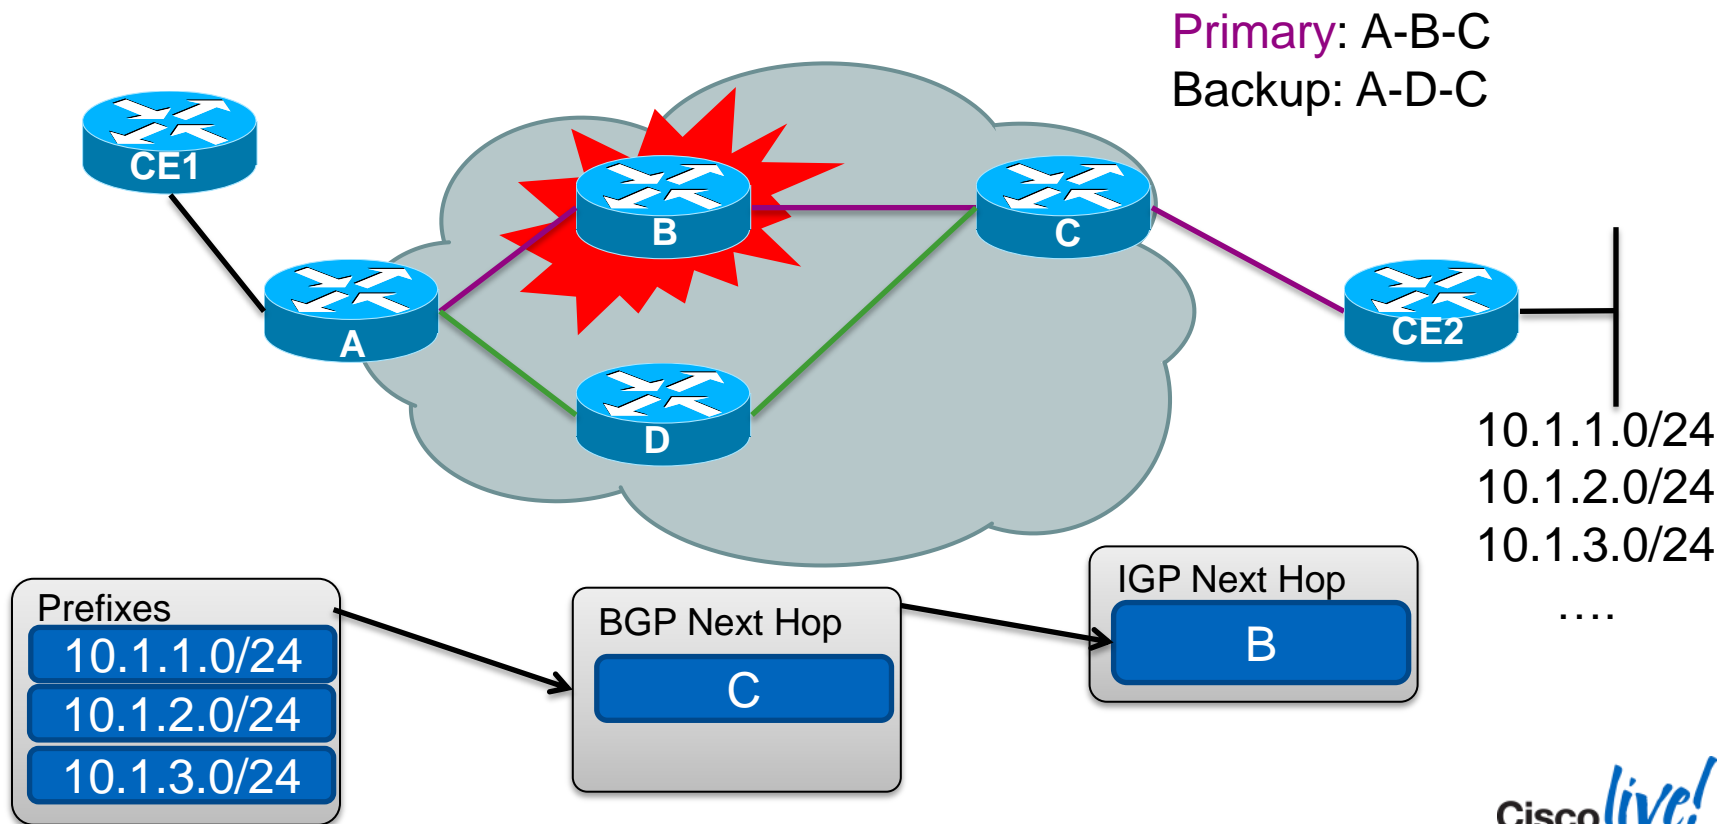 Primary: A-B-C
Backup: A-D-C
CE1
B
C
A
CE2
D
10.1.1.0/24
10.1.2.0/24
10.1.3.0/24
....
Prefixes
10.1.1.0/24
10.1.2.0/24
10.1.3.0/24
BGP Next Hop
C
IGP Next Hop
B
Cisco live!